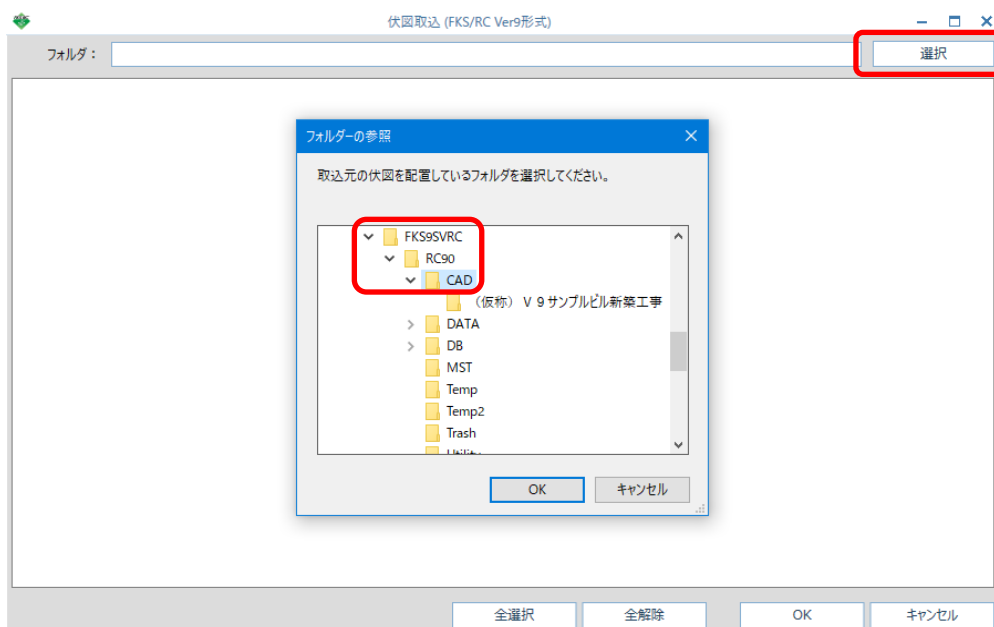 伏図取込 (FKS/RC Ver9形式)
フォルダ：
選択
フォルダーの参照
取込元の伏図を配置しているフォルダを選択してください。
FKS9SVRC
RC90
CAD
（仮称）Ｖ９サンプルビル新築工事
DATA
DB
MST
Temp
Temp2
Trash
Utility
OK キャンセル
全選択 全解除 OK キャンセル